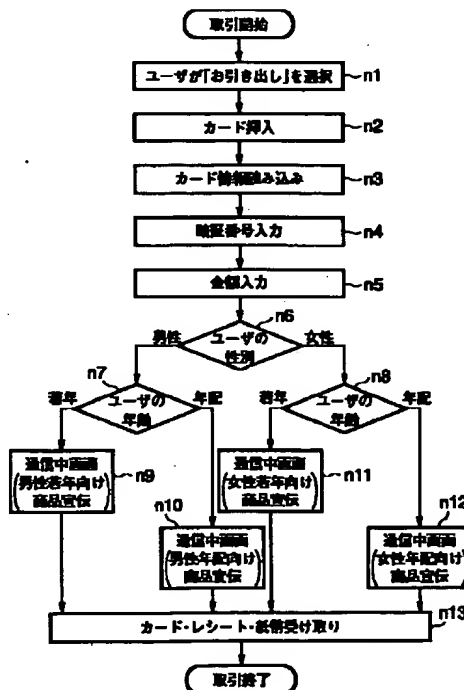 取引開始
ユーザが「お引き出し」を選択 n1
カード挿入 n2
カード情報読み込み n3
暗証番号入力 n4
金額入力 n5
n6
男性 ユーザの 女性
性別
n7 n8
若年 ユーザの 年配 若年 ユーザの 年配
年齢 年齢
通信中画面 n9
男性若年向け
商品宣伝
通信中画面 n11
女性若年向け
商品宣伝
n10
通信中画面
男性年配向け
商品宣伝
n12
通信中画面
女性年配向け
商品宣伝
カード・レシート・紙幣受け取り n13
取引終了